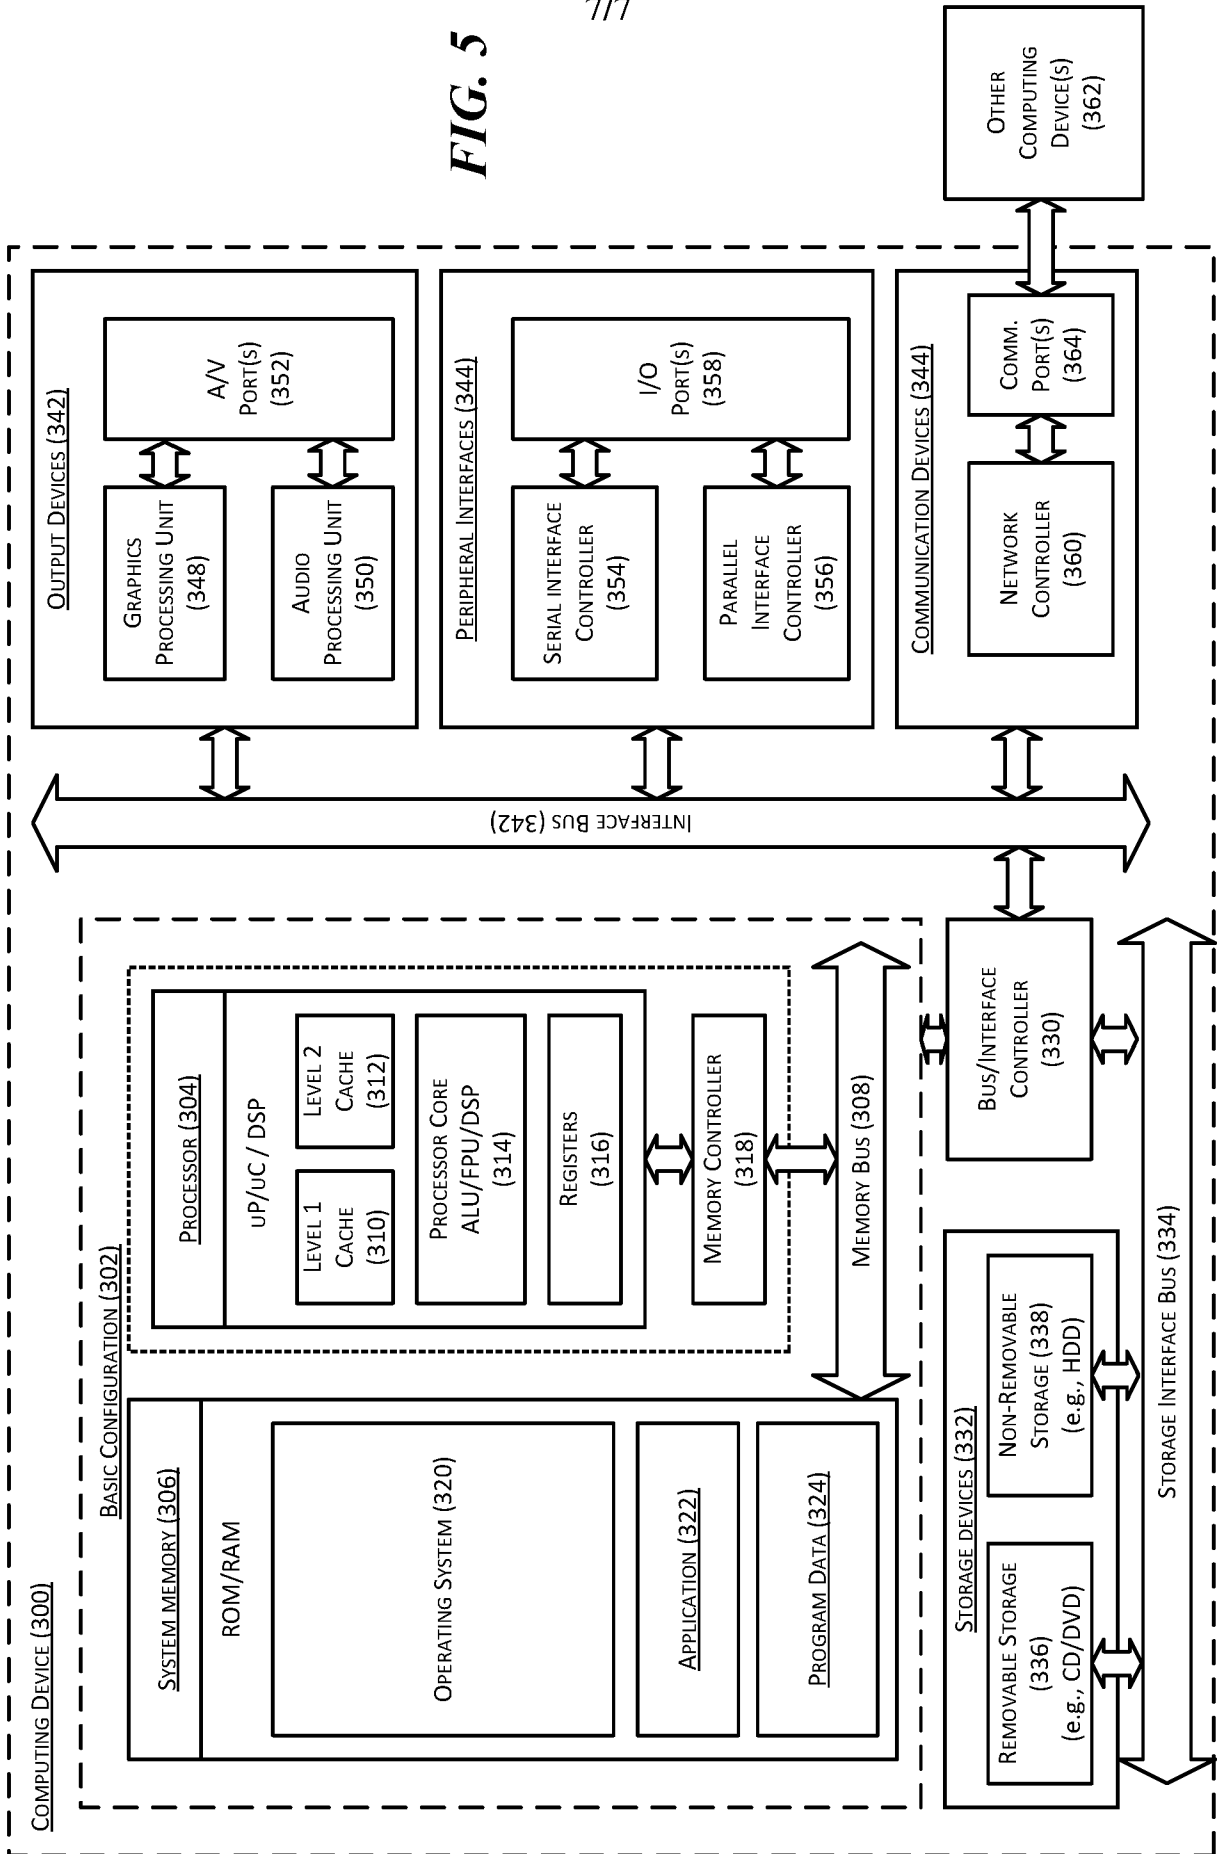 7/7
FIG. 5
COMPUTING DEVICE (300)
BASIC CONFIGURATION (302)
SYSTEM MEMORY (306)
ROM/RAM
OPERATING SYSTEM (320)
APPLICATION (322)
PROGRAM DATA (324)
PROCESSOR (304)
uP/uC / DSP
LEVEL 1
CACHE
(310)
LEVEL 2
CACHE
(312)
PROCESSOR CORE
ALU/FPU/DSP
(314)
REGISTERS
(316)
MEMORY CONTROLLER
(318)
MEMORY BUS (308)
BUS/INTERFACE
CONTROLLER
(330)
STORAGE DEVICES (332)
REMOVABLE STORAGE
(336)
(e.g., CD/DVD)
NON-REMOVABLE
STORAGE (338)
(e.g., HDD)
STORAGE INTERFACE BUS (334)
INTERFACE BUS (342)
OUTPUT DEVICES (342)
GRAPHICS
PROCESSING UNIT
(348)
AUDIO
PROCESSING UNIT
(350)
A/V
PORT(S)
(352)
PERIPHERAL INTERFACES (344)
SERIAL INTERFACE
CONTROLLER
(354)
PARALLEL
INTERFACE
CONTROLLER
(356)
I/O
PORT(S)
(358)
COMMUNICATION DEVICES (344)
NETWORK
CONTROLLER
(360)
COMM.
PORT(S)
(364)
OTHER
COMPUTING
DEVICE(S)
(362)